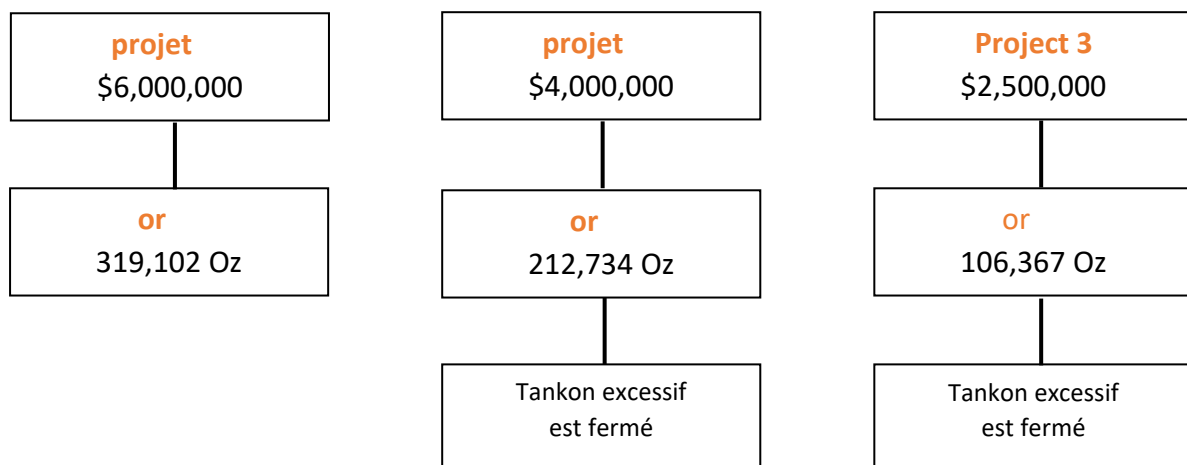 projet
$6,000,000
projet
$4,000,000
Project 3
$2,500,000
or
319,102 Oz
or
212,734 Oz
or
106,367 Oz
Tankon excessif
est fermé
Tankon excessif
est fermé